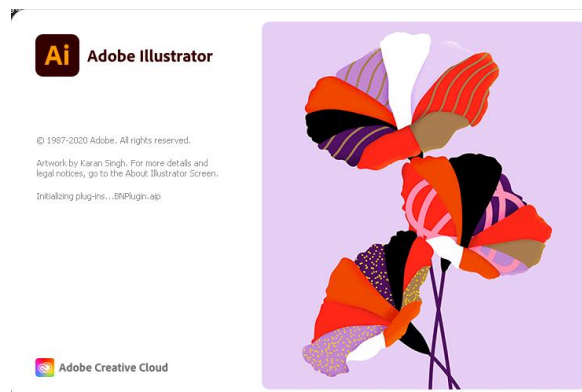 Ai Adobe Illustrator
© 1987-2020 Adobe. All rights reserved.
Artwork by Karan Singh. For more details and
legal notices, go to the About Illustrator Screen.
Initializing plug-ins...BNPlugin.aip
Adobe Creative Cloud